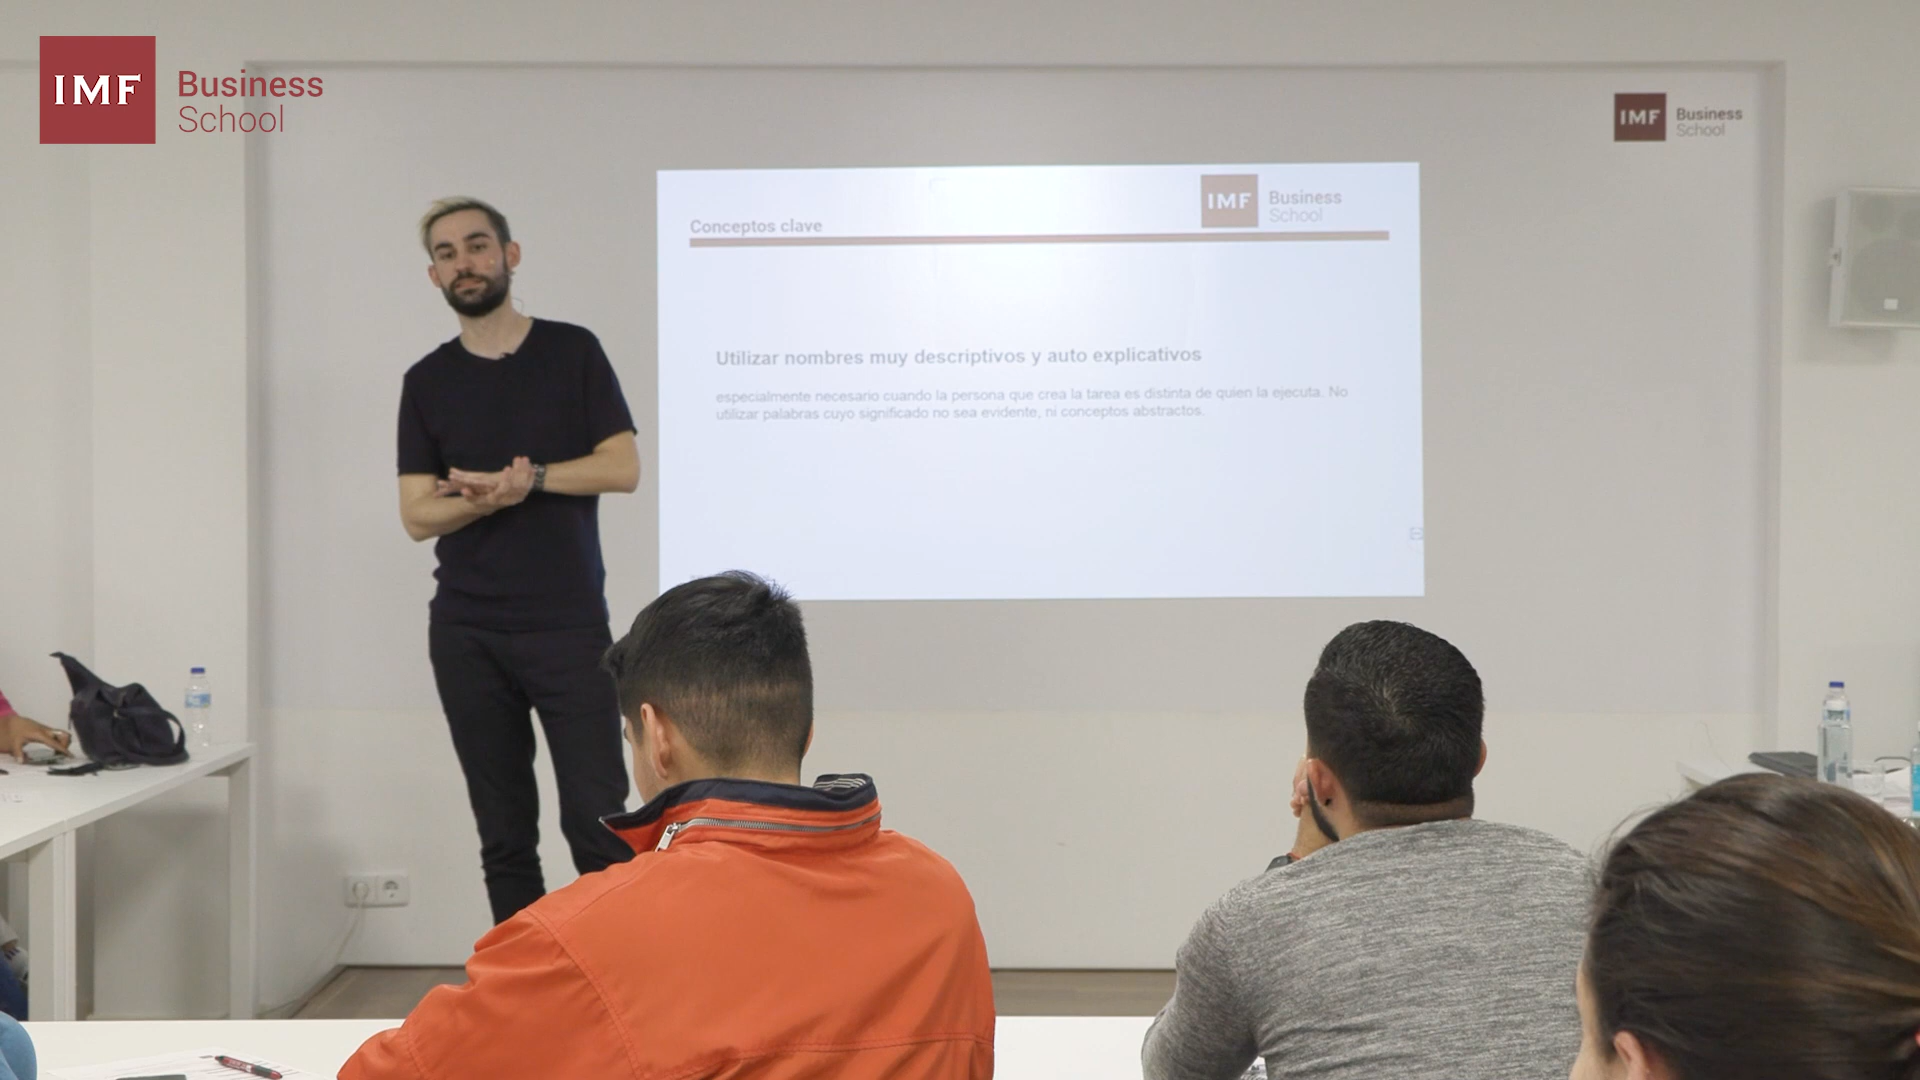 IMF Business
School
IMF Business
School
IMF Business
School
Conceptos clave
Utilizar nombres muy descriptivos y auto explicativos
especialmente necesario cuando la persona que crea la tarea es distinta de quien la ejecuta. No
utilizar palabras cuyo significado no sea evidente, ni conceptos abstractos.